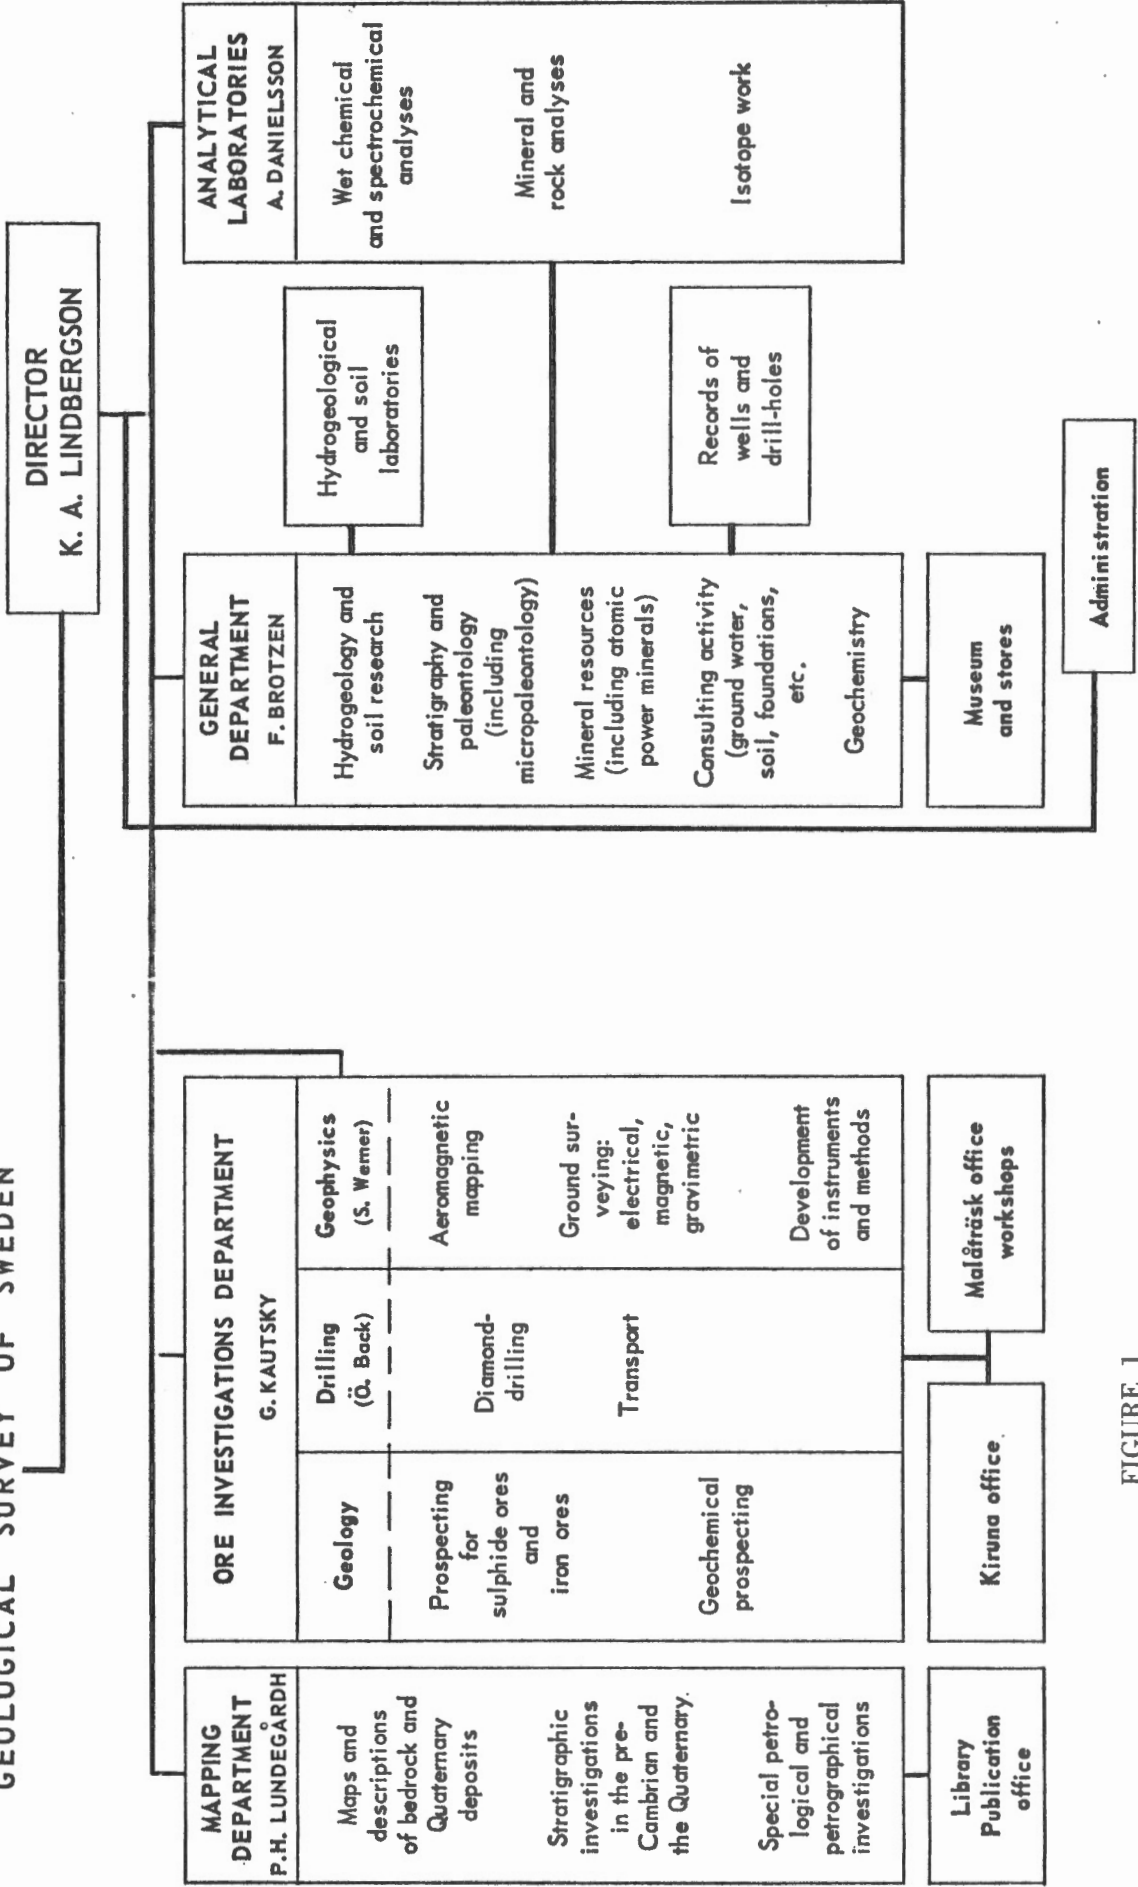 GEOLOGICAL SURVEY OF SWEDEN
DIRECTOR
K. A. LINDBERGSON
MAPPING
DEPARTMENT
P.H. LUNDEGÅRDH
Maps and
descriptions
of bedrock and
Quaternary
deposits
Stratigraphic
investigations
in the pre-
Cambrian and
the Quaternary.
Special petro-
logical and
petrographical
investigations
Library
Publication
office
ORE INVESTIGATIONS DEPARTMENT
G. KAUTSKY
Geology
Prospecting
for
sulphide ores
and
iron ores
Geochemical
prospecting
Drilling
(Ö. Back)
Diamond-
drilling
Transport
Geophysics
(S. Werner)
Aeromagnetic
mapping
Ground sur-
veying:
electrical,
magnetic,
gravimetric
Development
of instruments
and methods
Kiruna office
Malåträsk office
workshops
GENERAL
DEPARTMENT
F. BROTZEN
Hydrogeology and
soil research
Stratigraphy and
paleontology
(including
micropaleontology)
Mineral resources
(including atomic
power minerals)
Consulting activity
(ground water,
soil, foundations,
etc.
Geochemistry
Museum
and stores
Hydrogeological
and soil
laboratories
Records of
wells and
drill-holes
Administration
ANALYTICAL
LABORATORIES
A. DANIELSSON
Wet chemical
and spectrochemical
analyses
Mineral and
rock analyses
Isotope work
FIGURE 1